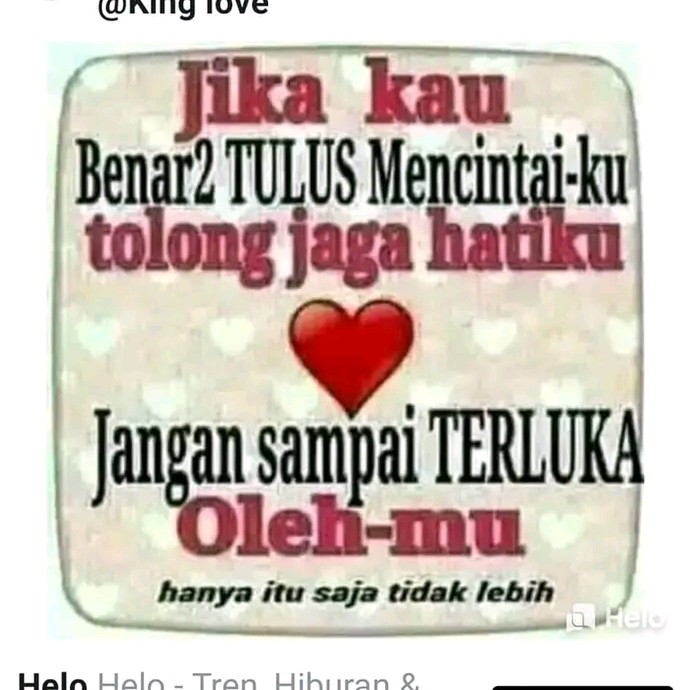 @King love
Jika kau
Benar2 TULUS Mencintai-ku
tolong jaga hatiku
Jangan sampai TERLUKA
Oleh-mu
hanya itu saja tidak lebih
Helo
Helo Helo - Tren, Hiburan &